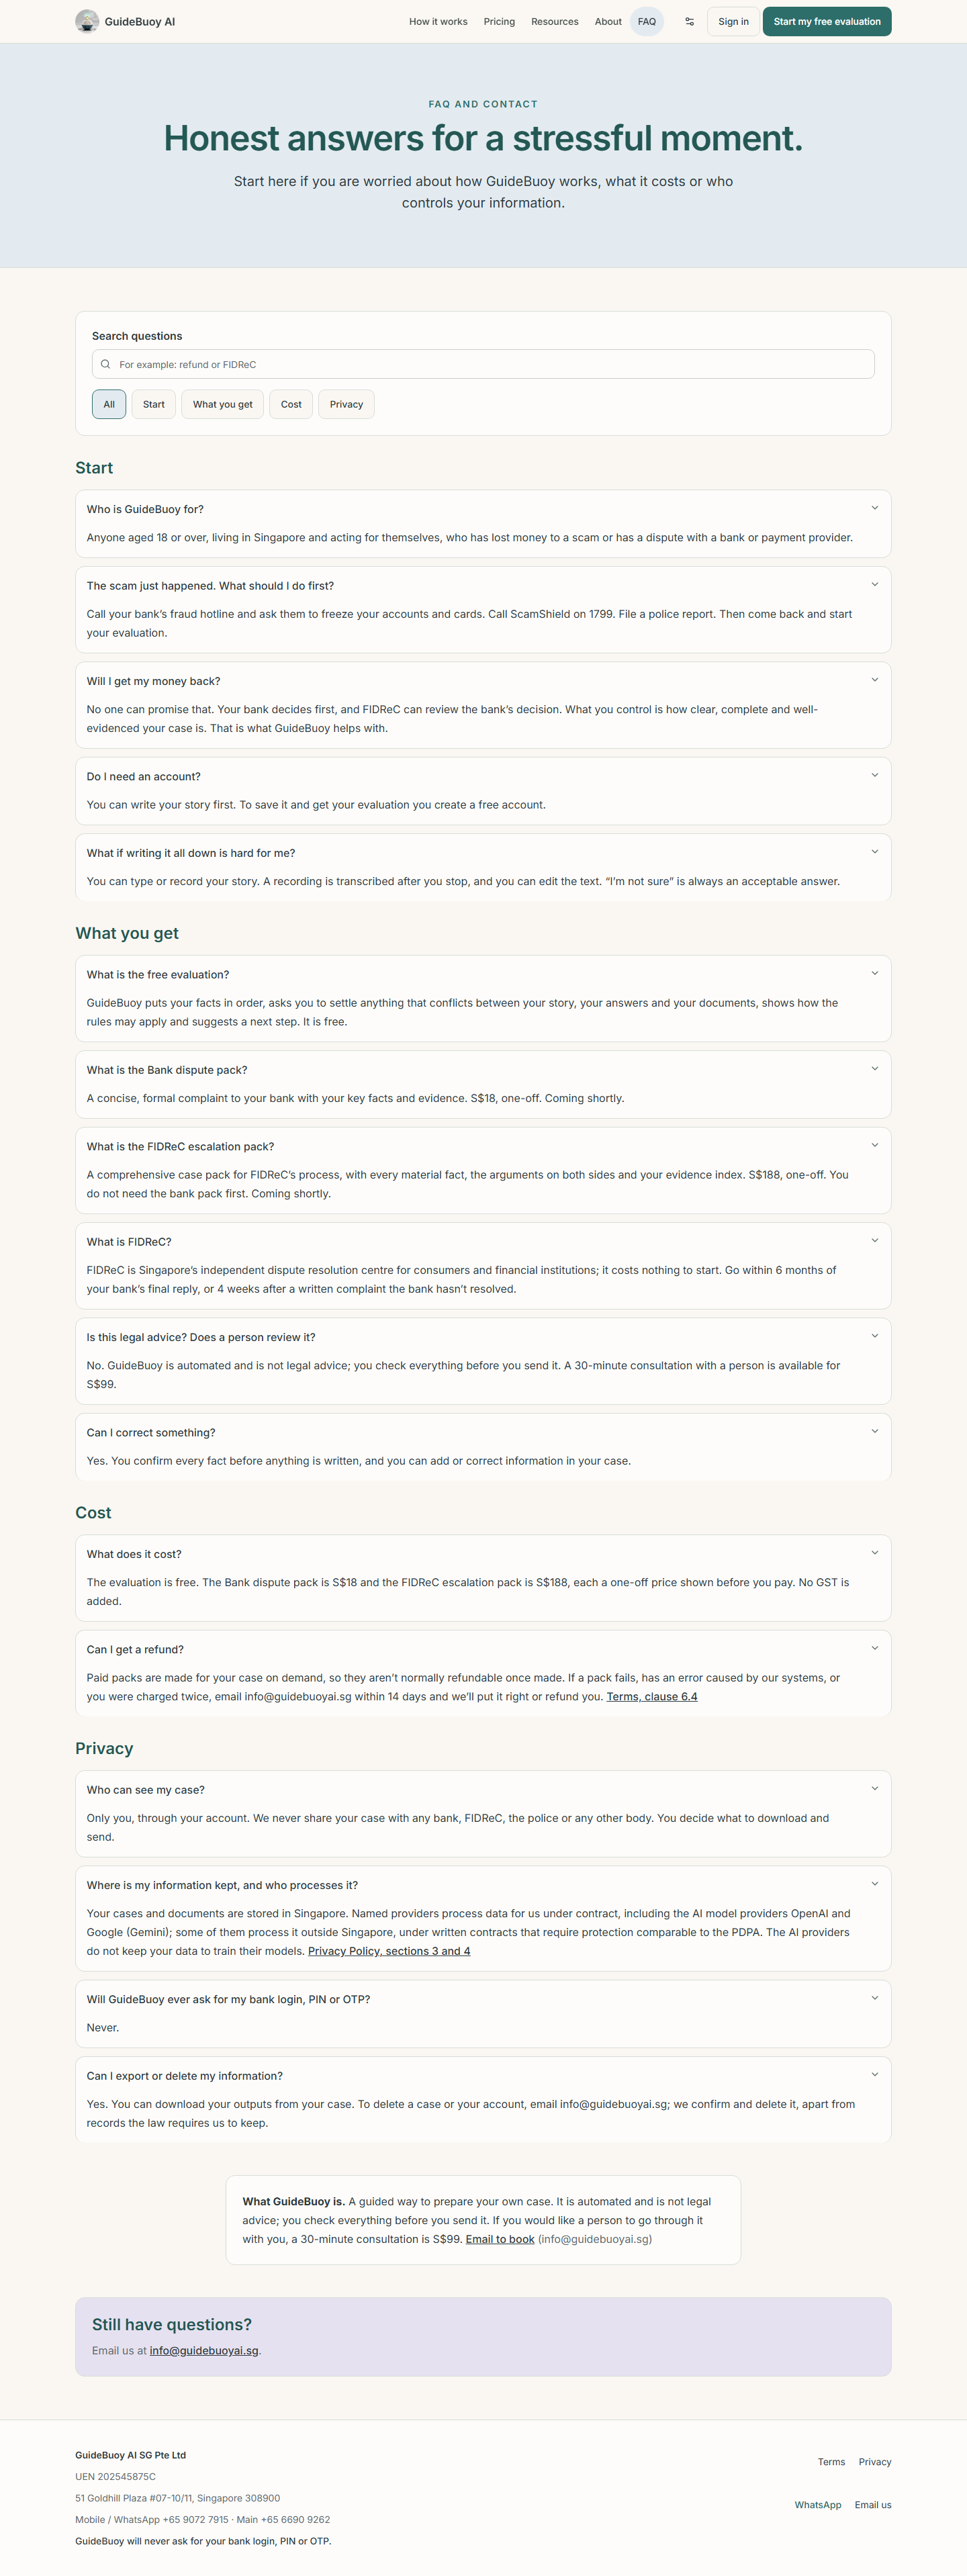 GuideBuoy AI
How it works
Pricing
Resources
About
FAQ
Sign in
Start my free evaluation
FAQ AND CONTACT
Honest answers for a stressful moment.
Start here if you are worried about how GuideBuoy works, what it costs or who
controls your information.
Search questions
For example: refund or FIDReC
All
Start
What you get
Cost
Privacy
Start
Who is GuideBuoy for?
Anyone aged 18 or over, living in Singapore and acting for themselves, who has lost money to a scam or has a dispute with a bank or payment provider.
The scam just happened. What should I do first?
Call your bank’s fraud hotline and ask them to freeze your accounts and cards. Call ScamShield on 1799. File a police report. Then come back and start
your evaluation.
Will I get my money back?
No one can promise that. Your bank decides first, and FIDReC can review the bank’s decision. What you control is how clear, complete and well-
evidenced your case is. That is what GuideBuoy helps with.
Do I need an account?
You can write your story first. To save it and get your evaluation you create a free account.
What if writing it all down is hard for me?
You can type or record your story. A recording is transcribed after you stop, and you can edit the text. “I’m not sure” is always an acceptable answer.
What you get
What is the free evaluation?
GuideBuoy puts your facts in order, asks you to settle anything that conflicts between your story, your answers and your documents, shows how the
rules may apply and suggests a next step. It is free.
What is the Bank dispute pack?
A concise, formal complaint to your bank with your key facts and evidence. S$18, one-off. Coming shortly.
What is the FIDReC escalation pack?
A comprehensive case pack for FIDReC’s process, with every material fact, the arguments on both sides and your evidence index. S$188, one-off. You
do not need the bank pack first. Coming shortly.
What is FIDReC?
FIDReC is Singapore’s independent dispute resolution centre for consumers and financial institutions; it costs nothing to start. Go within 6 months of
your bank’s final reply, or 4 weeks after a written complaint the bank hasn’t resolved.
Is this legal advice? Does a person review it?
No. GuideBuoy is automated and is not legal advice; you check everything before you send it. A 30-minute consultation with a person is available for
S$99.
Can I correct something?
Yes. You confirm every fact before anything is written, and you can add or correct information in your case.
Cost
What does it cost?
The evaluation is free. The Bank dispute pack is S$18 and the FIDReC escalation pack is S$188, each a one-off price shown before you pay. No GST is
added.
Can I get a refund?
Paid packs are made for your case on demand, so they aren’t normally refundable once made. If a pack fails, has an error caused by our systems, or
you were charged twice, email info@guidebuoyai.sg within 14 days and we’ll put it right or refund you. Terms, clause 6.4
Privacy
Who can see my case?
Only you, through your account. We never share your case with any bank, FIDReC, the police or any other body. You decide what to download and
send.
Where is my information kept, and who processes it?
Your cases and documents are stored in Singapore. Named providers process data for us under contract, including the AI model providers OpenAI and
Google (Gemini); some of them process it outside Singapore, under written contracts that require protection comparable to the PDPA. The AI providers
do not keep your data to train their models. Privacy Policy, sections 3 and 4
Will GuideBuoy ever ask for my bank login, PIN or OTP?
Never.
Can I export or delete my information?
Yes. You can download your outputs from your case. To delete a case or your account, email info@guidebuoyai.sg; we confirm and delete it, apart from
records the law requires us to keep.
What GuideBuoy is. A guided way to prepare your own case. It is automated and is not legal
advice; you check everything before you send it. If you would like a person to go through it
with you, a 30-minute consultation is S$99. Email to book (info@guidebuoyai.sg)
Still have questions?
Email us at info@guidebuoyai.sg.
GuideBuoy AI SG Pte Ltd
UEN 202545875C
51 Goldhill Plaza #07-10/11, Singapore 308900
Mobile / WhatsApp +65 9072 7915 · Main +65 6690 9262
GuideBuoy will never ask for your bank login, PIN or OTP.
Terms
Privacy
WhatsApp
Email us